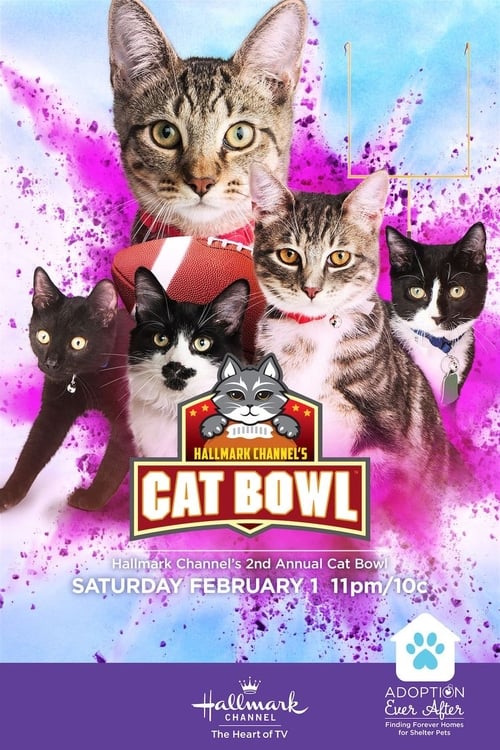 HALLMARK CHANNEL'S
CAT BOWL™
Hallmark Channel's 2nd Annual Cat Bowl
SATURDAY FEBRUARY 1 11pm/10c
Hallmark
CHANNEL
The Heart of TV
ADOPTION
Ever After
Finding Forever Homes
for Shelter Pets